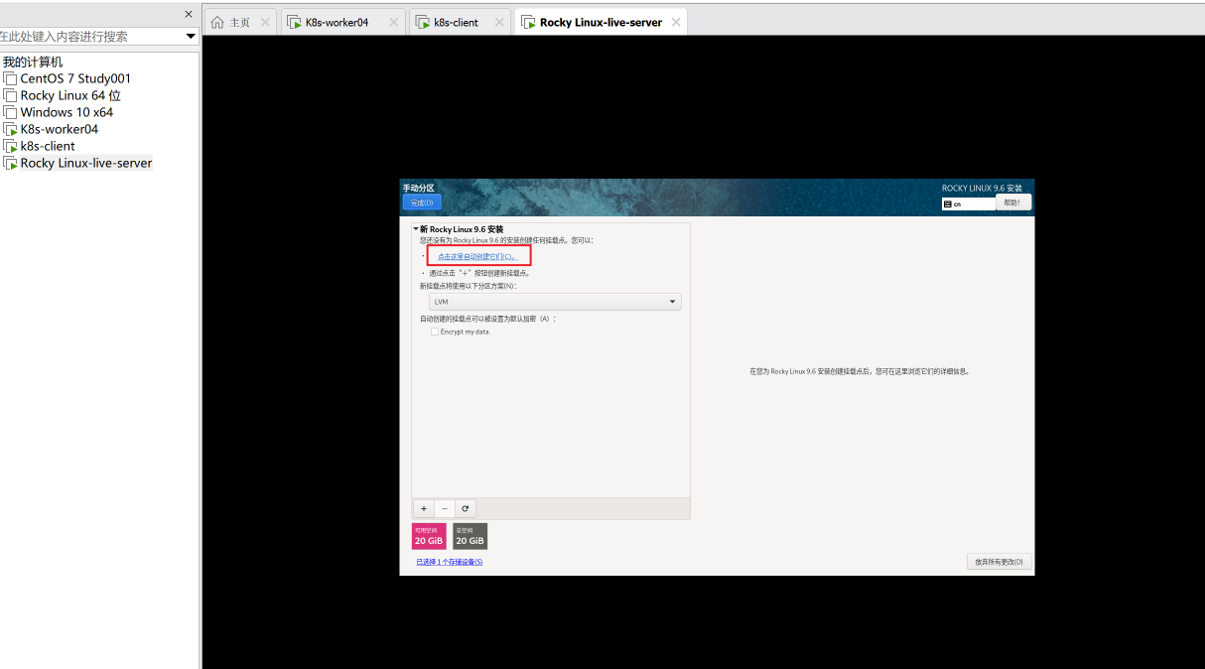 主页
K8s-worker04
k8s-client
Rocky Linux-live-server
在此处键入内容进行搜索
我的计算机
CentOS 7 Study001
Rocky Linux 64 位
Windows 10 x64
K8s-worker04
k8s-client
Rocky Linux-live-server
手动分区
ROCKY LINUX 9.6 安装
完成(D)
cn
帮助!
新 Rocky Linux 9.6 安装
您还没有为 Rocky Linux 9.6 的安装创建任何挂载点。您可以：
· 点击这里自动创建它们(C)。
· 通过点击 "+" 按钮创建新挂载点。
新挂载点将使用以下分区方案(N)：
LVM
自动创建的挂载点可以被设置为默认加密（A）：
Encrypt my data.
在您为 Rocky Linux 9.6 安装创建挂载点后，您可在这里浏览它们的详细信息。
+ −
可用空间
20 GiB
总空间
20 GiB
已选择 1 个存储设备(S)
放弃所有更改(D)